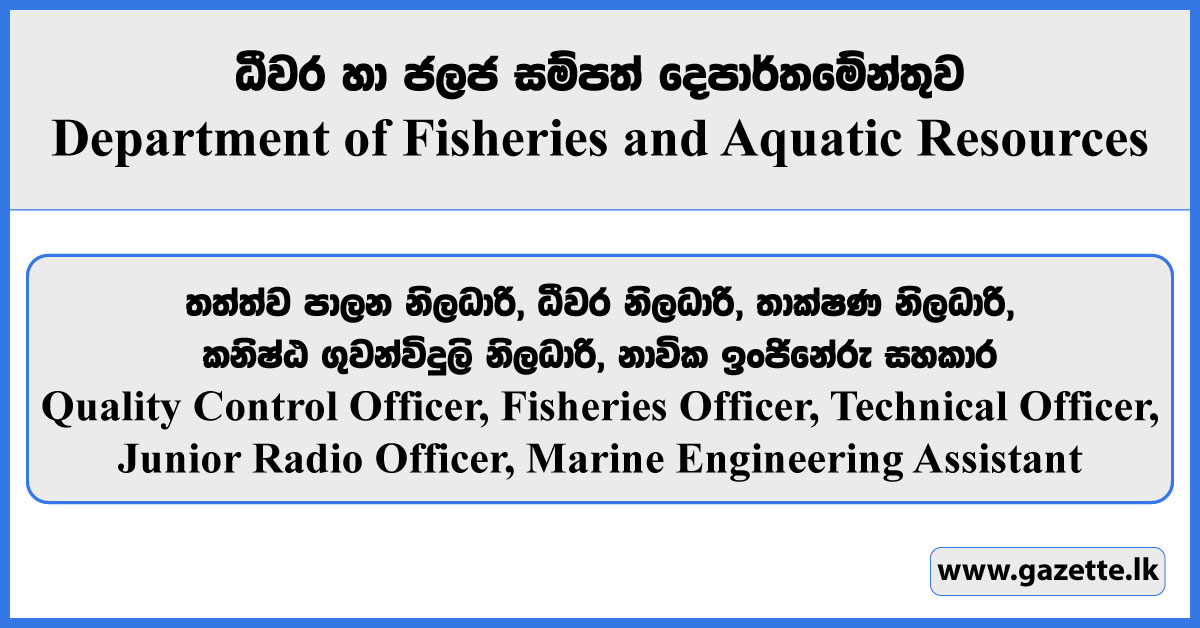 ධීවර හා ජලජ සම්පත් දෙපාර්තමේන්තුව
Department of Fisheries and Aquatic Resources
තත්ත්ව පාලන නිලධාරී, ධීවර නිලධාරී, තාක්ෂණ නිලධාරී,
කනිෂ්ඨ ගුවන්විදුලි නිලධාරී, නාවික ඉංජිනේරු සහකාර
Quality Control Officer, Fisheries Officer, Technical Officer,
Junior Radio Officer, Marine Engineering Assistant
www.gazette.lk